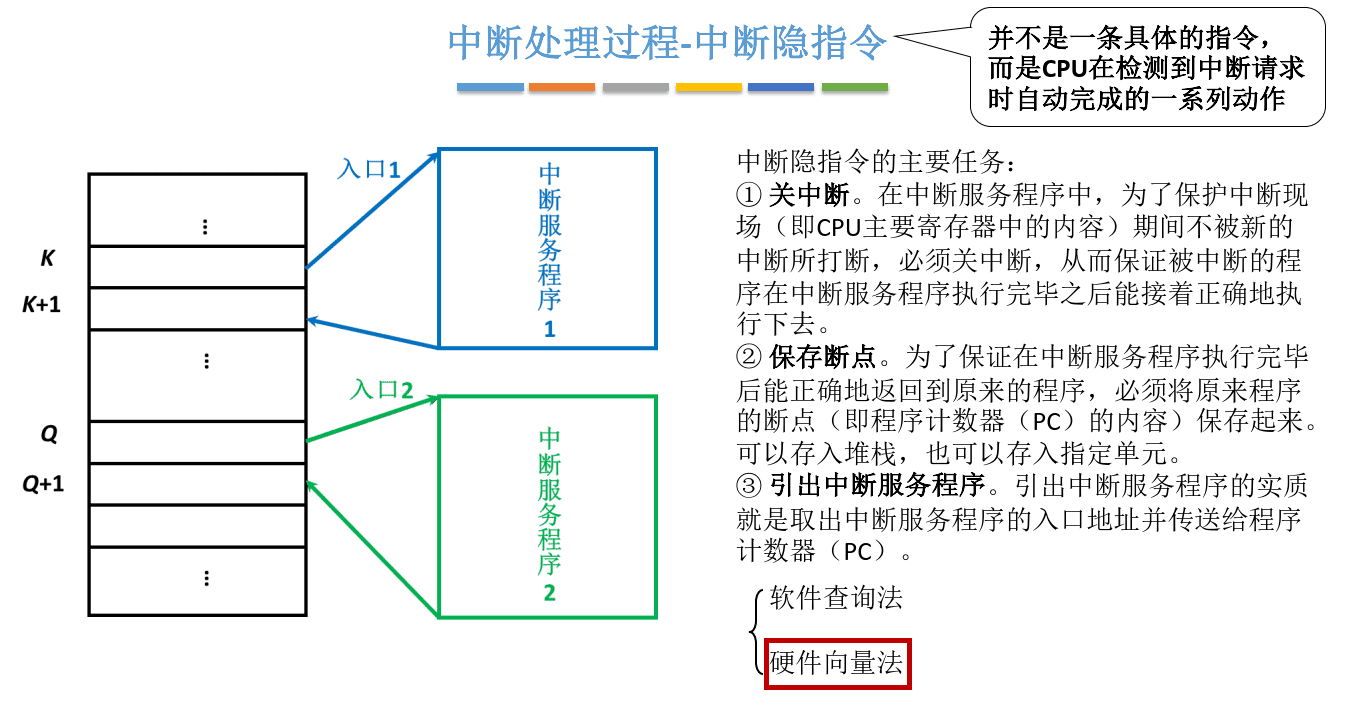 中断处理过程-中断隐指令
并不是一条具体的指令，
而是CPU在检测到中断请求
时自动完成的一系列动作
⋮
K
K+1
⋮
Q
Q+1
⋮
入口1
中断服务程序1
入口2
中断服务程序2
中断隐指令的主要任务：
① 关中断。在中断服务程序中，为了保护中断现
场（即CPU主要寄存器中的内容）期间不被新的
中断所打断，必须关中断，从而保证被中断的程
序在中断服务程序执行完毕之后能接着正确地执
行下去。
② 保存断点。为了保证在中断服务程序执行完毕
后能正确地返回到原来的程序，必须将原来程序
的断点（即程序计数器（PC）的内容）保存起来。
可以存入堆栈，也可以存入指定单元。
③ 引出中断服务程序。引出中断服务程序的实质
就是取出中断服务程序的入口地址并传送给程序
计数器（PC）。
软件查询法
硬件向量法